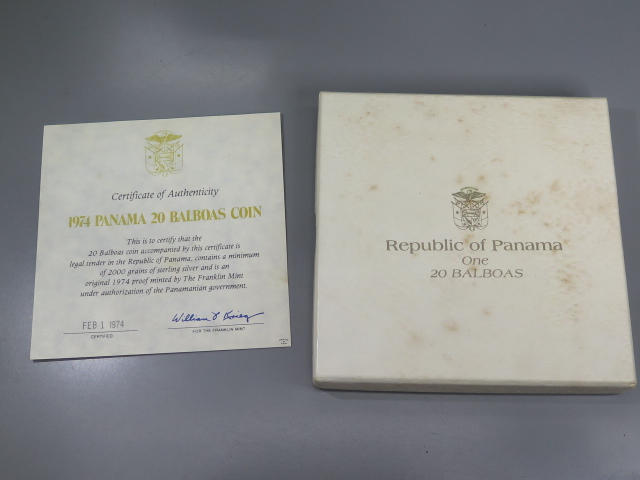 Certificate of Authenticity
1974 PANAMA 20 BALBOAS COIN
This is to certify that the
20 Balboas coin accompanied by this certificate is
legal tender in the Republic of Panama, contains a minimum
of 2000 grains of sterling silver and is an
original 1974 proof minted by The Franklin Mint
under authorization of the Panamanian government.
FEB 1 1974
CERTIFIED
FOR THE FRANKLIN MINT
Republic of Panama
One
20 BALBOAS